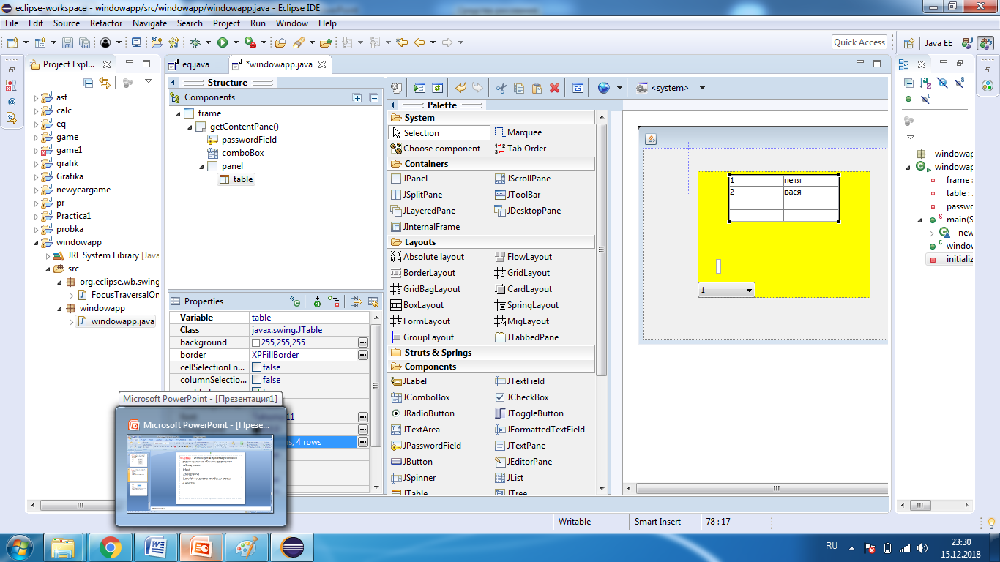 eclipse-workspace - windowapp/src/windowapp/windowapp.java - Eclipse IDE
File Edit Source Refactor Navigate Search Project Run Window Help
Quick Access
Java EE
Project Expl...
asf
calc
eq
game
game1
grafik
Grafika
newyeargame
pr
Practica1
probka
windowapp
JRE System Library [Java
src
org.eclipse.wb.swing
FocusTraversalOn
windowapp
windowapp.java
eq.java
*windowapp.java
Structure
Components
frame
getContentPane()
passwordField
comboBox
panel
table
Properties
Variable table
Class javax.swing.JTable
background 255,255,255
border XPFillBorder
cellSelectionEn... false
columnSelectio... false
enabled true
11
4 rows
Microsoft PowerPoint - [Презентация1]
Microsoft PowerPoint - [Презе...
<system>
Palette
System
Selection Marquee
Choose component Tab Order
Containers
JPanel JScrollPane
JSplitPane JToolBar
JLayeredPane JDesktopPane
JInternalFrame
Layouts
Absolute layout FlowLayout
BorderLayout GridLayout
GridBagLayout CardLayout
BoxLayout SpringLayout
FormLayout MigLayout
GroupLayout JTabbedPane
Struts & Springs
Components
JLabel JTextField
JComboBox JCheckBox
JRadioButton JToggleButton
JTextArea JFormattedTextField
JPasswordField JTextPane
JButton JEditorPane
JSpinner JList
JTable JTree
1 петя
2 вася
1
windowap
windowap
frame :
table : .
passwo
main(S
new
window
initializ
Writable Smart Insert 78 : 17
RU
23:30
15.12.2018